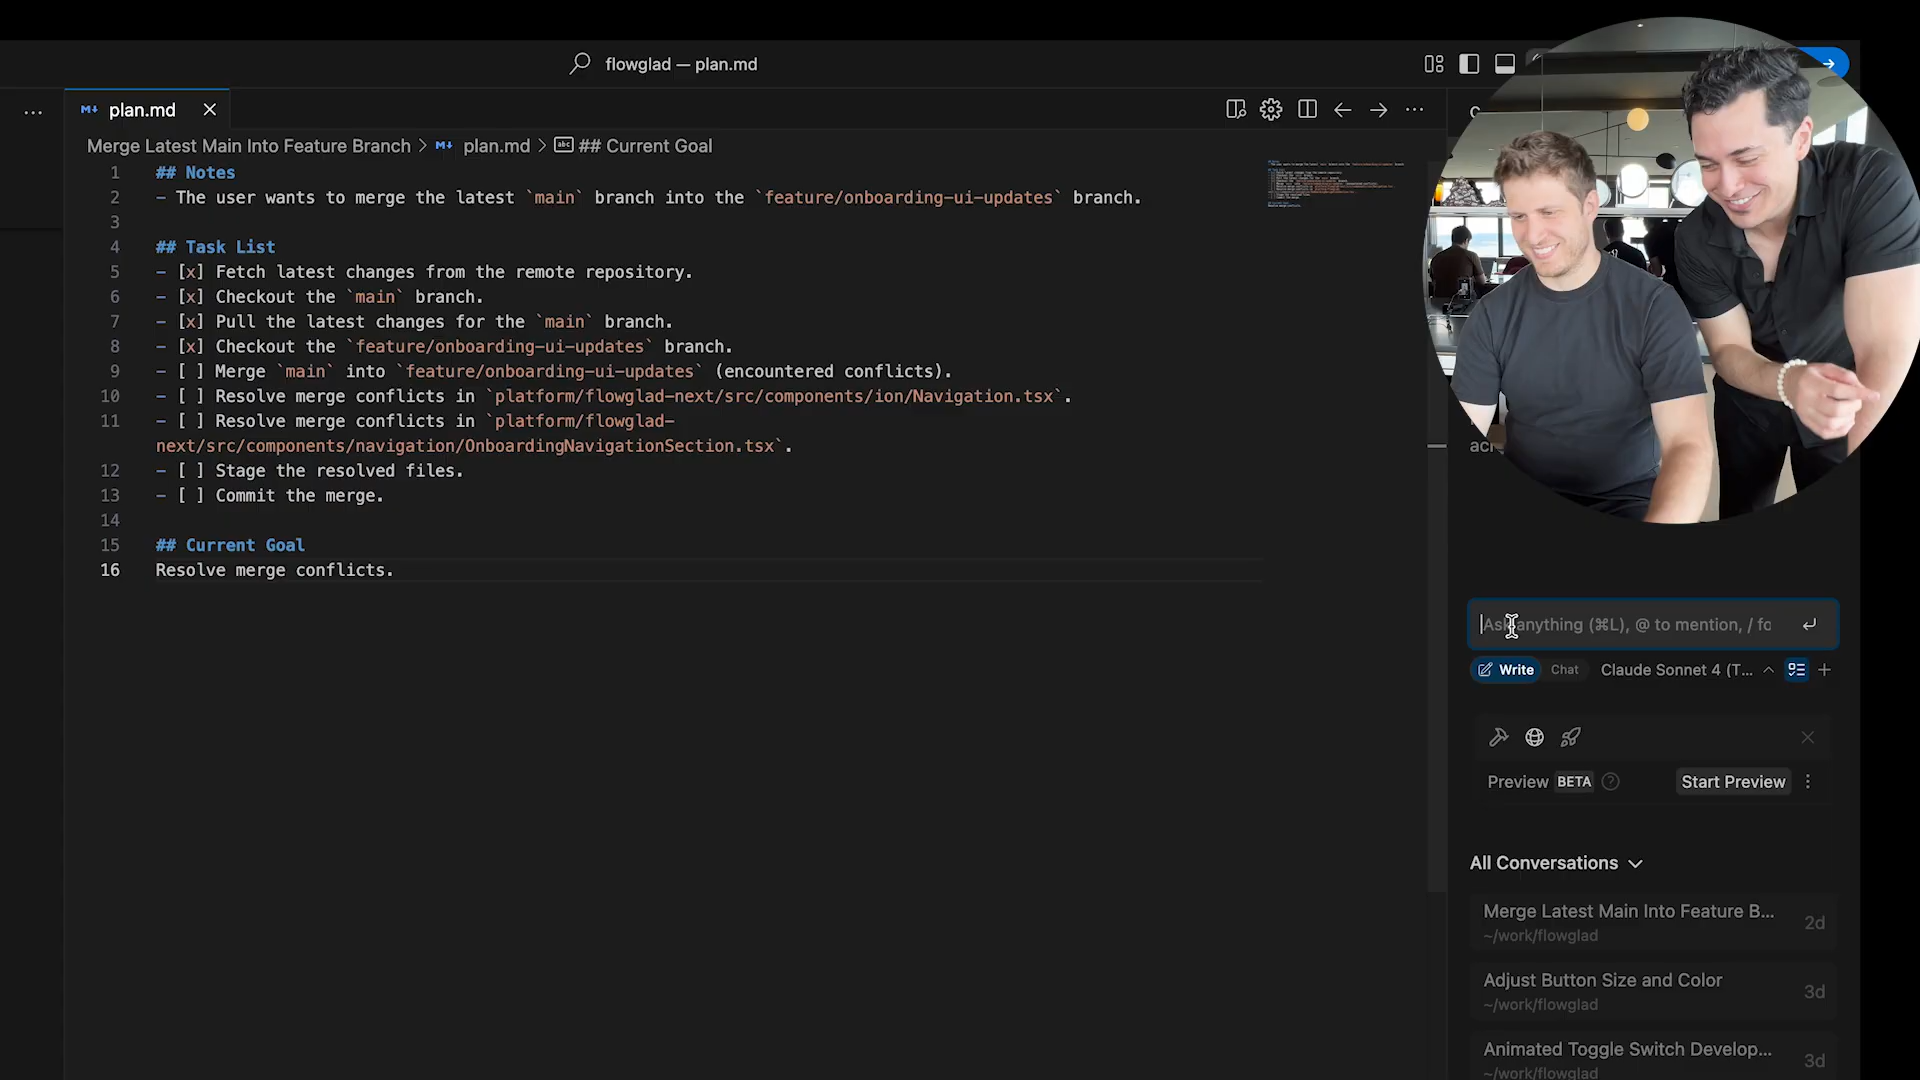 flowglad — plan.md
plan.md
Merge Latest Main Into Feature Branch > plan.md > ## Current Goal
1 ## Notes
2 - The user wants to merge the latest `main` branch into the `feature/onboarding-ui-updates` branch.
3
4 ## Task List
5 - [x] Fetch latest changes from the remote repository.
6 - [x] Checkout the `main` branch.
7 - [x] Pull the latest changes for the `main` branch.
8 - [x] Checkout the `feature/onboarding-ui-updates` branch.
9 - [ ] Merge `main` into `feature/onboarding-ui-updates` (encountered conflicts).
10 - [ ] Resolve merge conflicts in `platform/flowglad-next/src/components/ion/Navigation.tsx`.
11 - [ ] Resolve merge conflicts in `platform/flowglad-
next/src/components/navigation/OnboardingNavigationSection.tsx`.
12 - [ ] Stage the resolved files.
13 - [ ] Commit the merge.
14
15 ## Current Goal
16 Resolve merge conflicts.
Ask anything (⌘L), @ to mention, / fo
Write Chat Claude Sonnet 4 (T...
Preview BETA Start Preview
All Conversations
Merge Latest Main Into Feature B... 2d
~/work/flowglad
Adjust Button Size and Color 3d
~/work/flowglad
Animated Toggle Switch Develop... 3d
~/work/flowglad